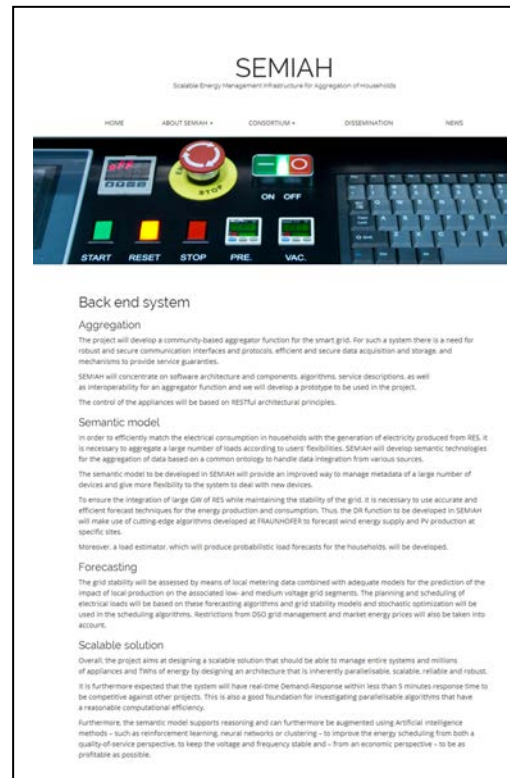 SEMIAH
Scalable Energy Management Infrastructure for Aggregation of Households
HOME ABOUT SEMIAH CONSORTIUM DISSEMINATION NEWS
STOP
ON OFF
START RESET STOP PRE. VAC.
Back end system
Aggregation
The project will develop a community-based aggregator function for the smart grid. For such a system there is a need for
robust and secure communication interfaces and protocols, efficient and secure data acquisition and storage, and
mechanisms to provide service guaranties.
SEMIAH will concentrate on software architecture and components, algorithms, service descriptions, as well
as interoperability for an aggregator function and we will develop a prototype to be used in the project.
The control of the appliances will be based on RESTful architectural principles.
Semantic model
In order to efficiently match the electrical consumption in households with the generation of electricity produced from RES, it
is necessary to aggregate a large number of loads according to users' flexibilities. SEMIAH will develop semantic technologies
for the aggregation of data based on a common ontology to handle data integration from various sources.
The semantic model to be developed in SEMIAH will provide an improved way to manage metadata of a large number of
devices and give more flexibility to the system to deal with new devices.
To ensure the integration of large GW of RES while maintaining the stability of the grid, it is necessary to use accurate and
efficient forecast techniques for the energy production and consumption. Thus, the DR function to be developed in SEMIAH
will make use of cutting-edge algorithms developed at FRAUNHOFER to forecast wind energy supply and PV production at
specific sites.
Moreover, a load estimator, which will produce probabilistic load forecasts for the households, will be developed.
Forecasting
The grid stability will be assessed by means of local metering data combined with adequate models for the prediction of the
impact of local production on the associated low- and medium voltage grid segments. The planning and scheduling of
electrical loads will be based on these forecasting algorithms and grid stability models and stochastic optimization will be
used in the scheduling algorithms. Restrictions from DSO grid management and market energy prices will also be taken into
account.
Scalable solution
Overall, the project aims at designing a scalable solution that should be able to manage entire systems and millions
of appliances and TWhs of energy by designing an architecture that is inherently parallelisable, scalable, reliable and robust.
It is furthermore expected that the system will have real-time Demand-Response within less than 5 minutes response time to
be competitive against other projects. This is also a good foundation for investigating parallelisable algorithms that have
a reasonable computational efficiency.
Furthermore, the semantic model supports reasoning and can furthermore be augmented using Artificial intelligence
methods – such as reinforcement learning, neural networks or clustering – to improve the energy scheduling from both a
quality-of-service perspective, to keep the voltage and frequency stable and – from an economic perspective – to be as
profitable as possible.